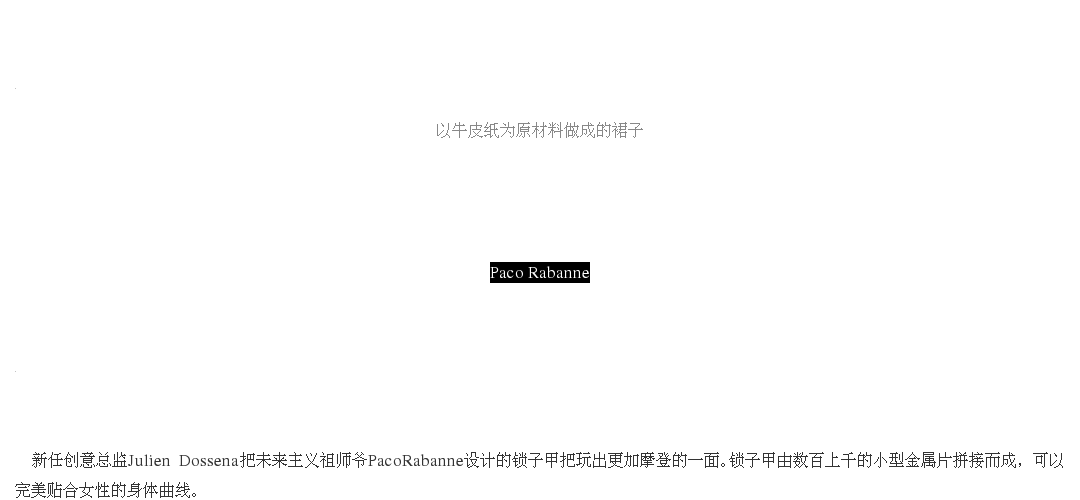 以牛皮纸为原材料做成的裙子
Paco Rabanne
新任创意总监Julien Dossena把未来主义祖师爷PacoRabanne设计的锁子甲把玩出更加摩登的一面。锁子甲由数百上千的小型金属片拼接而成，可以
完美贴合女性的身体曲线。